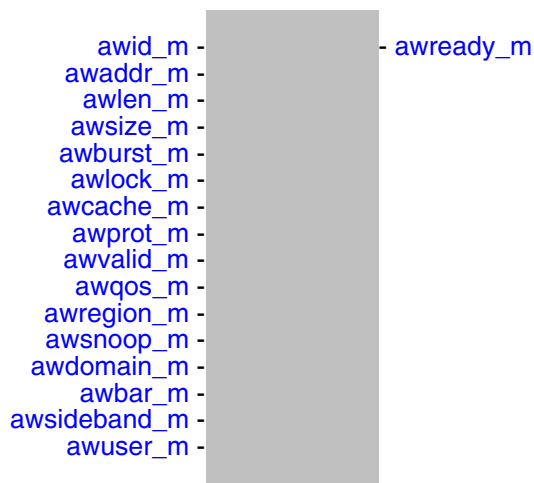 awid_m - - awready_m
awaddr_m -
awlen_m -
awsize_m -
awburst_m -
awlock_m -
awcache_m -
awprot_m -
awvalid_m -
awqos_m -
awregion_m -
awsnoop_m -
awdomain_m -
awbar_m -
awsideband_m -
awuser_m -